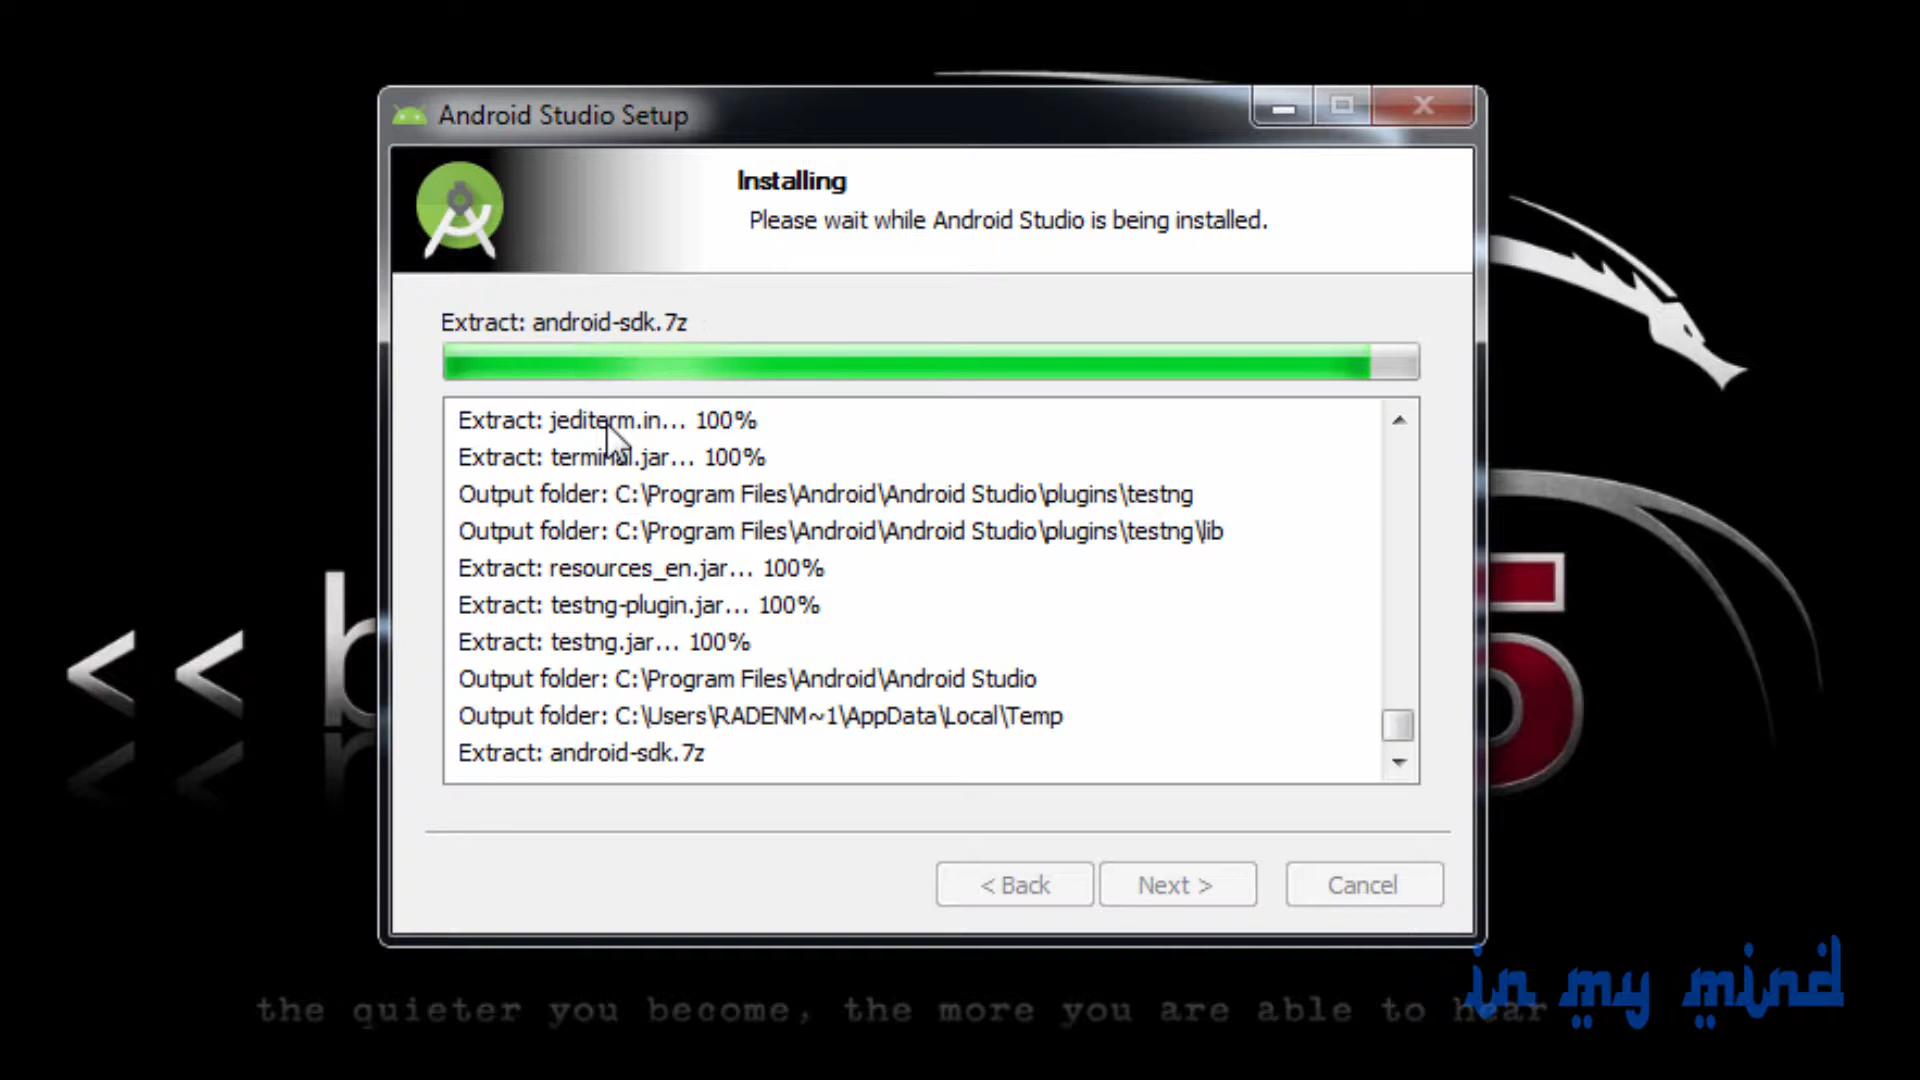 Android Studio Setup
Installing
Please wait while Android Studio is being installed.
Extract: android-sdk.7z
Extract: jediterm.in... 100%
Extract: terminal.jar... 100%
Output folder: C:\Program Files\Android\Android Studio\plugins\testng
Output folder: C:\Program Files\Android\Android Studio\plugins\testng\lib
Extract: resources_en.jar... 100%
Extract: testng-plugin.jar... 100%
Extract: testng.jar... 100%
Output folder: C:\Program Files\Android\Android Studio
Output folder: C:\Users\RADENM~1\AppData\Local\Temp
Extract: android-sdk.7z
<< b
5
< Back
Next >
Cancel
in my mind
the quieter you become, the more you are able to hear